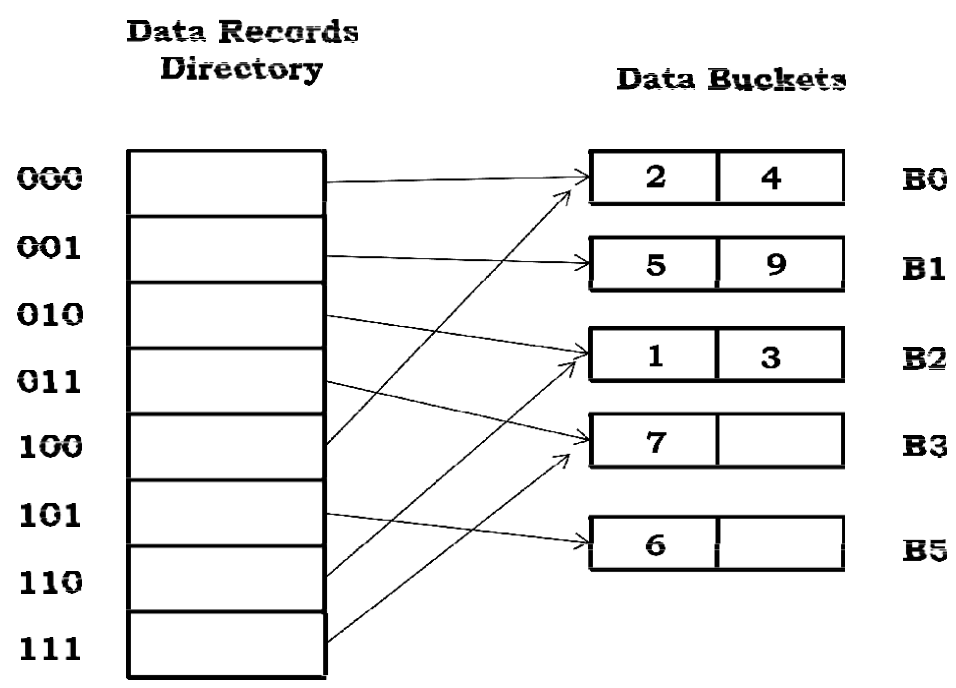 Data Records
Directory
Data Buckets
000
2 4 B0
001
5 9 B1
010
1 3 B2
011
7 B3
100
101
6 B5
110
111